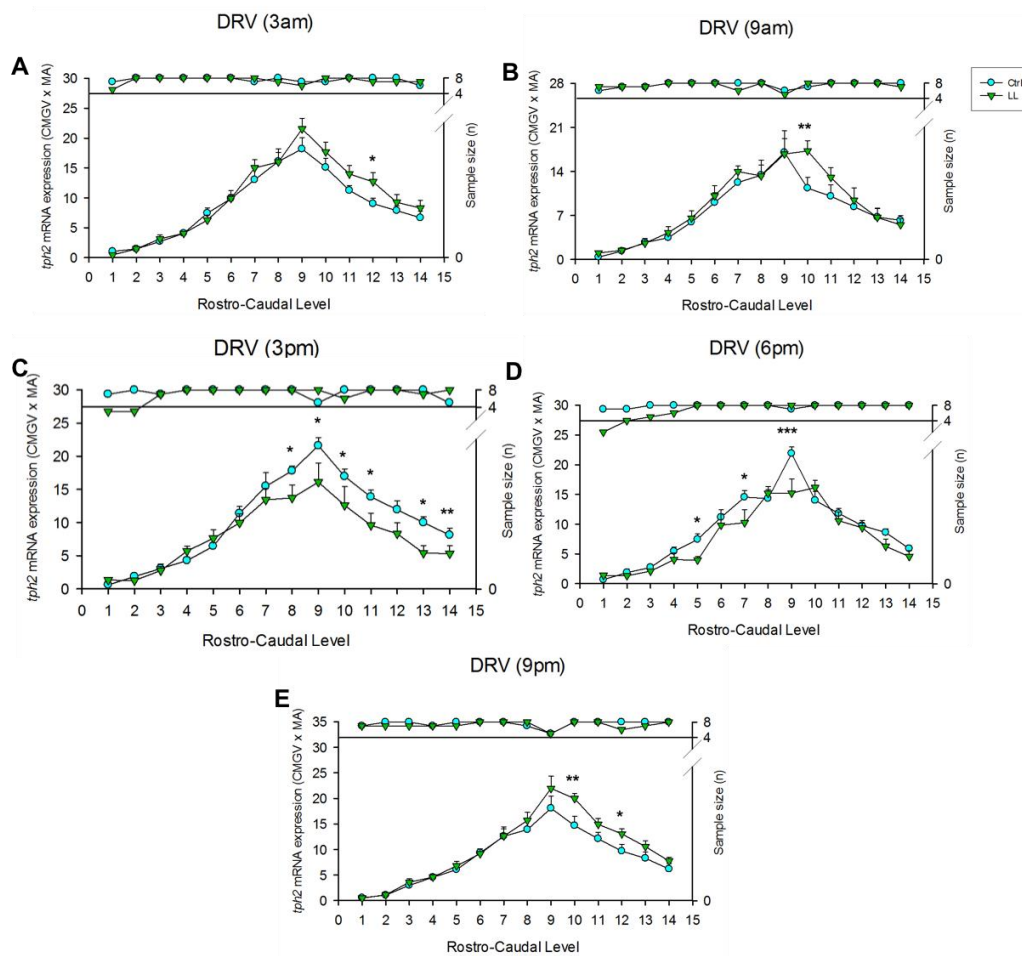 DRV (3am)
A
tph2 mRNA expression (CMGV x MA)
30
25
20
15
10
5
0
8
4
0
Sample size (n)
*
0 1 2 3 4 5 6 7 8 9 10 11 12 13 14 15
Rostro-Caudal Level
DRV (9am)
B
tph2 mRNA expression (CMGV x MA)
28
21
14
7
0
8
4
0
Sample size (n)
**
0 1 2 3 4 5 6 7 8 9 10 11 12 13 14 15
Rostro-Caudal Level
Ctrl
LL
DRV (3pm)
C
tph2 mRNA expression (CMGV x MA)
30
25
20
15
10
5
0
8
4
0
Sample size (n)
* * * * * **
0 1 2 3 4 5 6 7 8 9 10 11 12 13 14 15
Rostro-Caudal Level
DRV (6pm)
D
tph2 mRNA expression (CMGV x MA)
30
25
20
15
10
5
0
8
4
0
Sample size (n)
* * ***
0 1 2 3 4 5 6 7 8 9 10 11 12 13 14 15
Rostro-Caudal Level
DRV (9pm)
E
tph2 mRNA expression (CMGV x MA)
35
30
25
20
15
10
5
0
8
4
0
Sample size (n)
** *
0 1 2 3 4 5 6 7 8 9 10 11 12 13 14 15
Rostro-Caudal Level